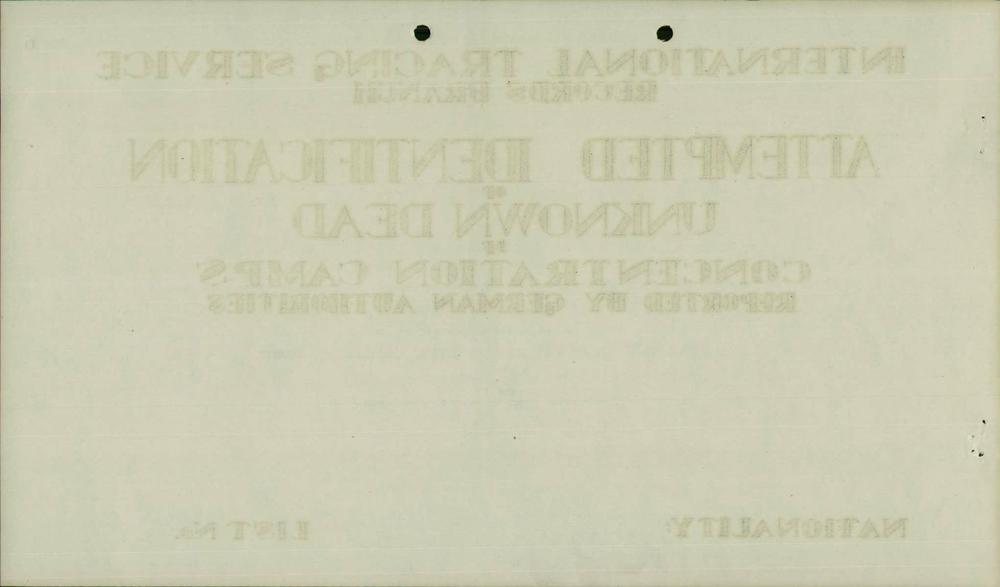 INTERNATIONAL TRACING SERVICE
RECORDS BRANCH
ATTEMPTED IDENTIFICATION
OF
UNKNOWN DEAD
OF
CONCENTRATION CAMPS
REPORTED BY GERMAN AUTHORITIES
NATIONALITY: LIST No.